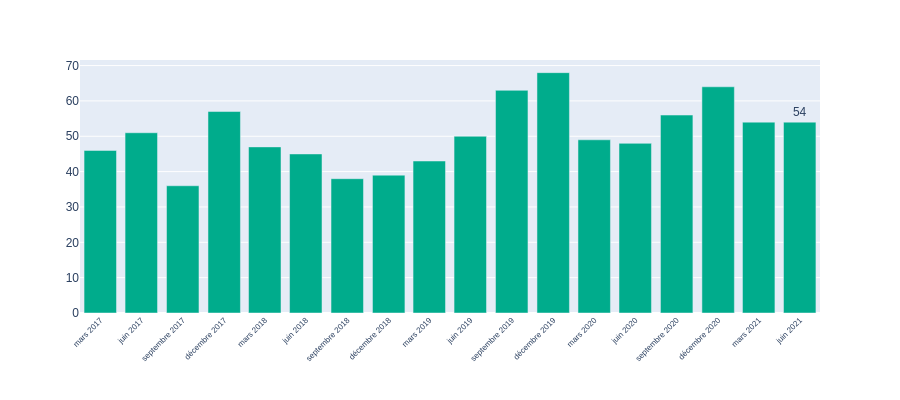 70
60
50
40
30
20
10
0
54
mars 2017
juin 2017
septembre 2017
décembre 2017
mars 2018
juin 2018
septembre 2018
décembre 2018
mars 2019
juin 2019
septembre 2019
décembre 2019
mars 2020
juin 2020
septembre 2020
décembre 2020
mars 2021
juin 2021